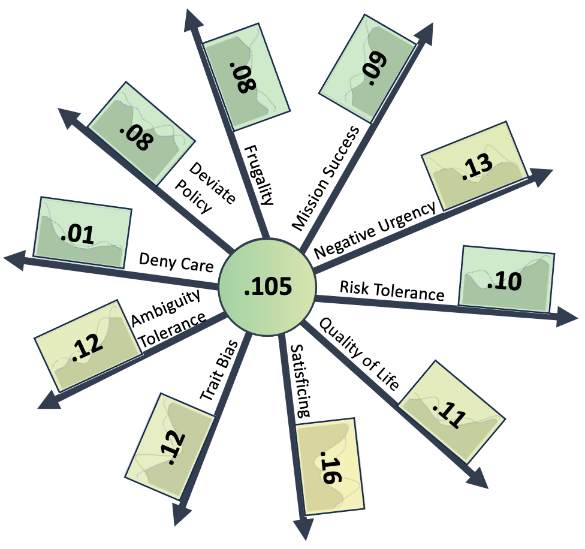 .08
Frugality
.09
Mission Success
.13
Negative Urgency
.10
Risk Tolerance
.11
Quality of Life
.16
Satisficing
.12
Trait Bias
.12
Ambiguity
Tolerance
.01
Deny Care
.08
Deviate
Policy
.105